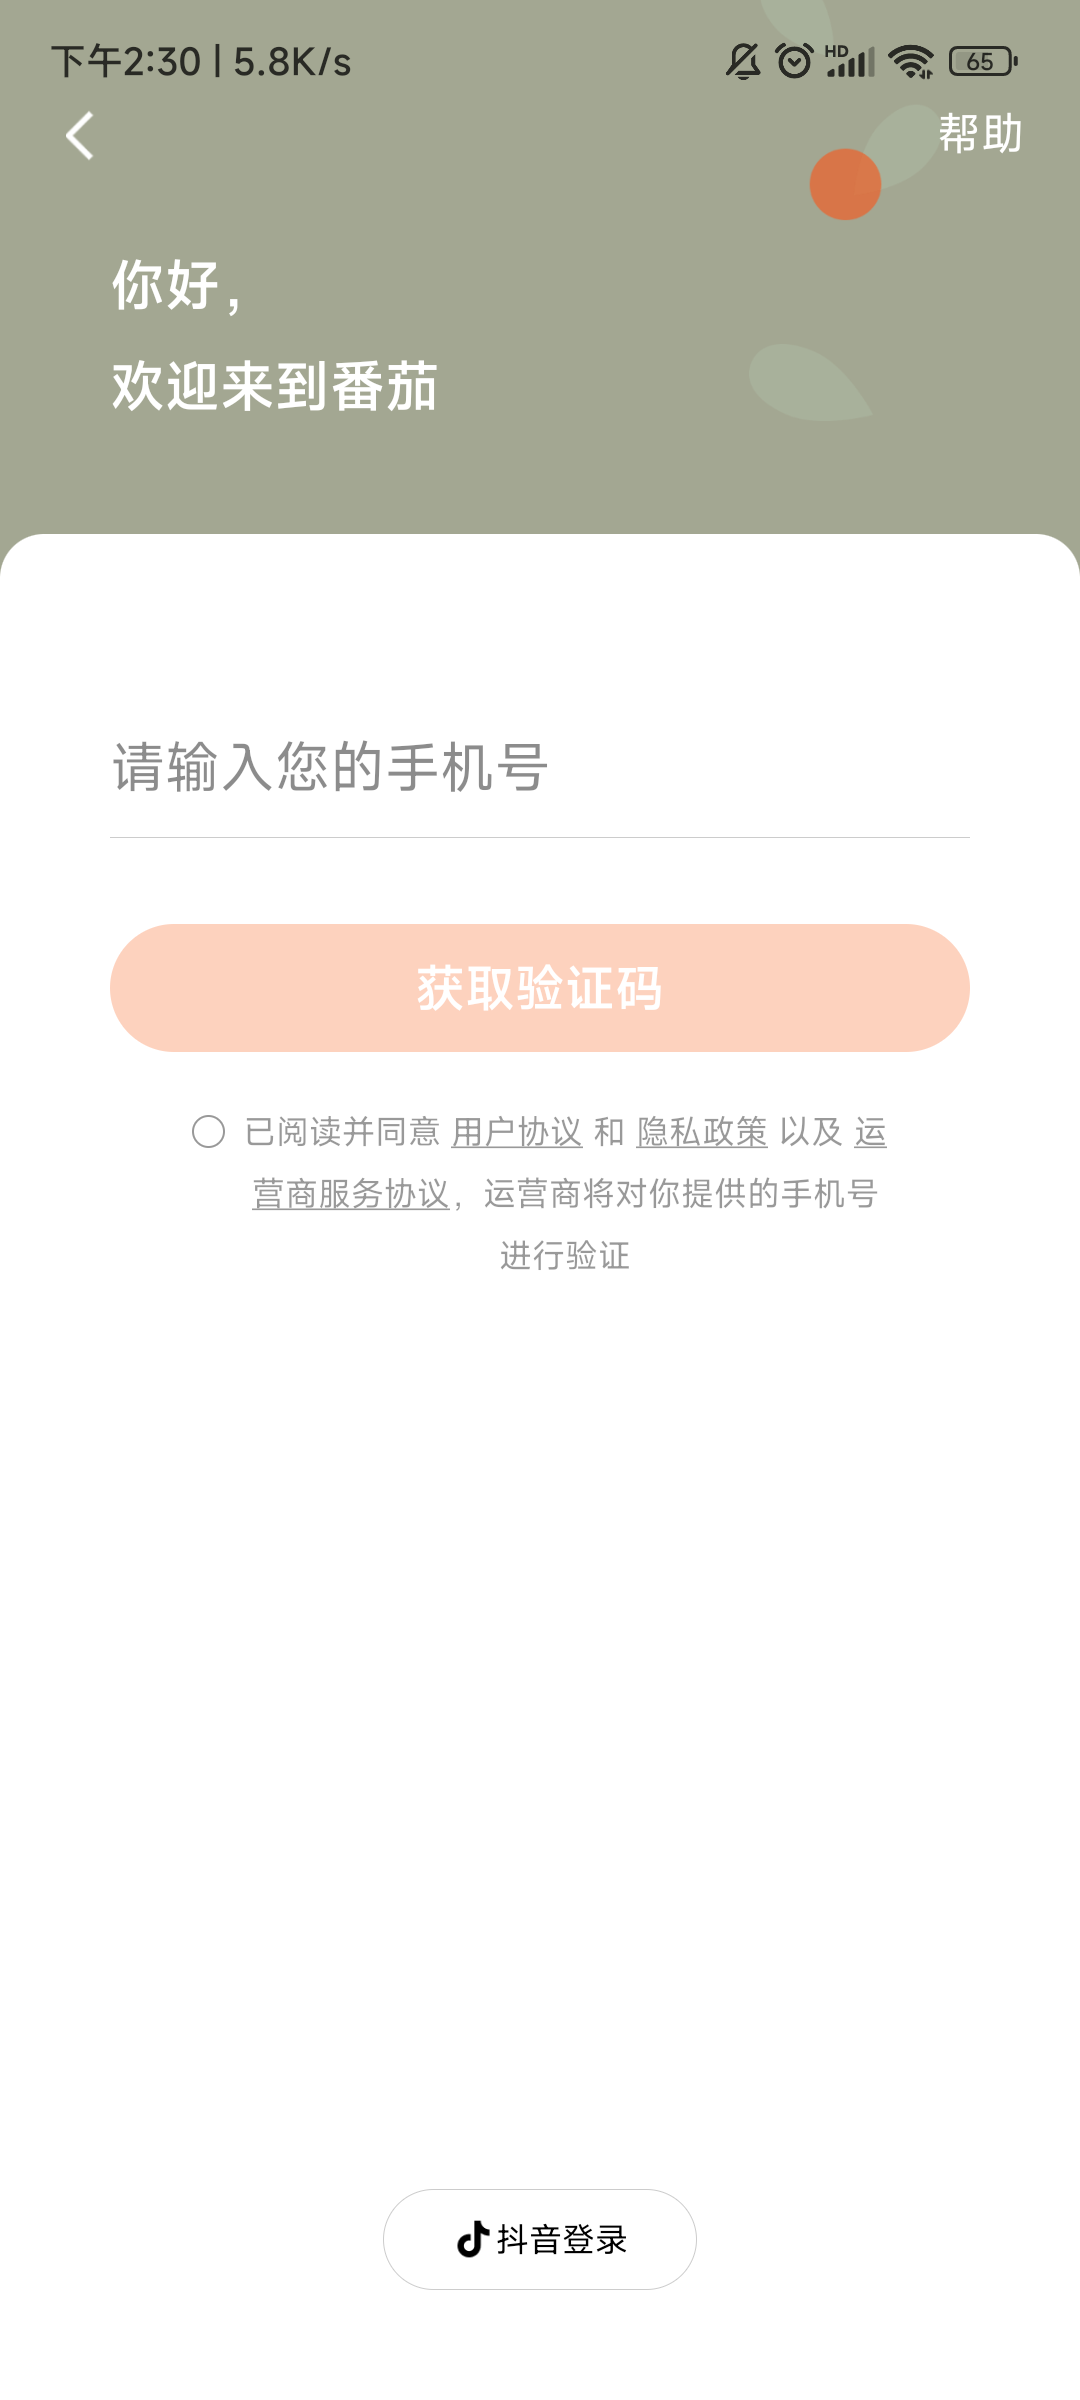 下午2:30 | 5.8K/s
HD
65
帮助
你好，
欢迎来到番茄
请输入您的手机号
获取验证码
已阅读并同意 用户协议 和 隐私政策 以及 运
营商服务协议，运营商将对你提供的手机号
进行验证
抖音登录